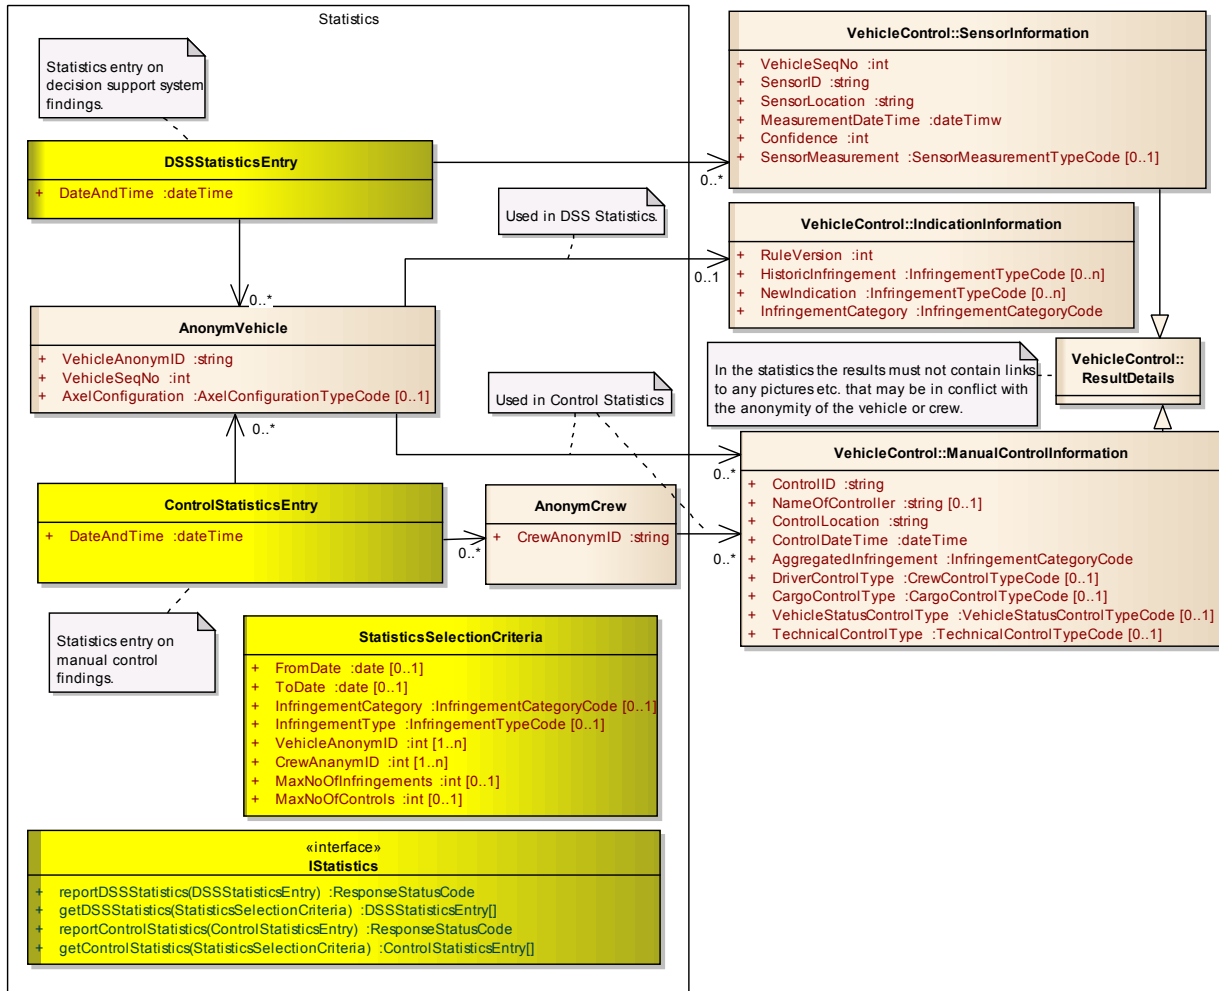 Statistics
Statistics entry on
decision support system
findings.
DSSStatisticsEntry
+ DateAndTime :dateTime
VehicleControl::SensorInformation
+ VehicleSeqNo :int
+ SensorID :string
+ SensorLocation :string
+ MeasurementDateTime :dateTimw
+ Confidence :int
+ SensorMeasurement :SensorMeasurementTypeCode [0..1]
0..*
Used in DSS Statistics.
VehicleControl::IndicationInformation
+ RuleVersion :int
+ HistoricInfringement :InfringementTypeCode [0..n]
+ NewIndication :InfringementTypeCode [0..n]
+ InfringementCategory :InfringementCategoryCode
0..1
0..*
AnonymVehicle
+ VehicleAnonymID :string
+ VehicleSeqNo :int
+ AxelConfiguration :AxelConfigurationTypeCode [0..1]
0..*
VehicleControl::
ResultDetails
In the statistics the results must not contain links
to any pictures etc. that may be in conflict with
the anonymity of the vehicle or crew.
Used in Control Statistics
0..*
VehicleControl::ManualControlInformation
+ ControlID :string
+ NameOfController :string [0..1]
+ ControlLocation :string
+ ControlDateTime :dateTime
+ AggregatedInfringement :InfringementCategoryCode
+ DriverControlType :CrewControlTypeCode [0..1]
+ CargoControlType :CargoControlTypeCode [0..1]
+ VehicleStatusControlType :VehicleStatusControlTypeCode [0..1]
+ TechnicalControlType :TechnicalControlTypeCode [0..1]
ControlStatisticsEntry
+ DateAndTime :dateTime
0..*
AnonymCrew
+ CrewAnonymID :string
0..*
Statistics entry on
manual control
findings.
StatisticsSelectionCriteria
+ FromDate :date [0..1]
+ ToDate :date [0..1]
+ InfringementCategory :InfringementCategoryCode [0..1]
+ InfringementType :InfringementTypeCode [0..1]
+ VehicleAnonymID :int [1..n]
+ CrewAnanymID :int [1..n]
+ MaxNoOfInfringements :int [0..1]
+ MaxNoOfControls :int [0..1]
«interface»
IStatistics
+ reportDSSStatistics(DSSStatisticsEntry) :ResponseStatusCode
+ getDSSStatistics(StatisticsSelectionCriteria) :DSSStatisticsEntry[]
+ reportControlStatistics(ControlStatisticsEntry) :ResponseStatusCode
+ getControlStatistics(StatisticsSelectionCriteria) :ControlStatisticsEntry[]